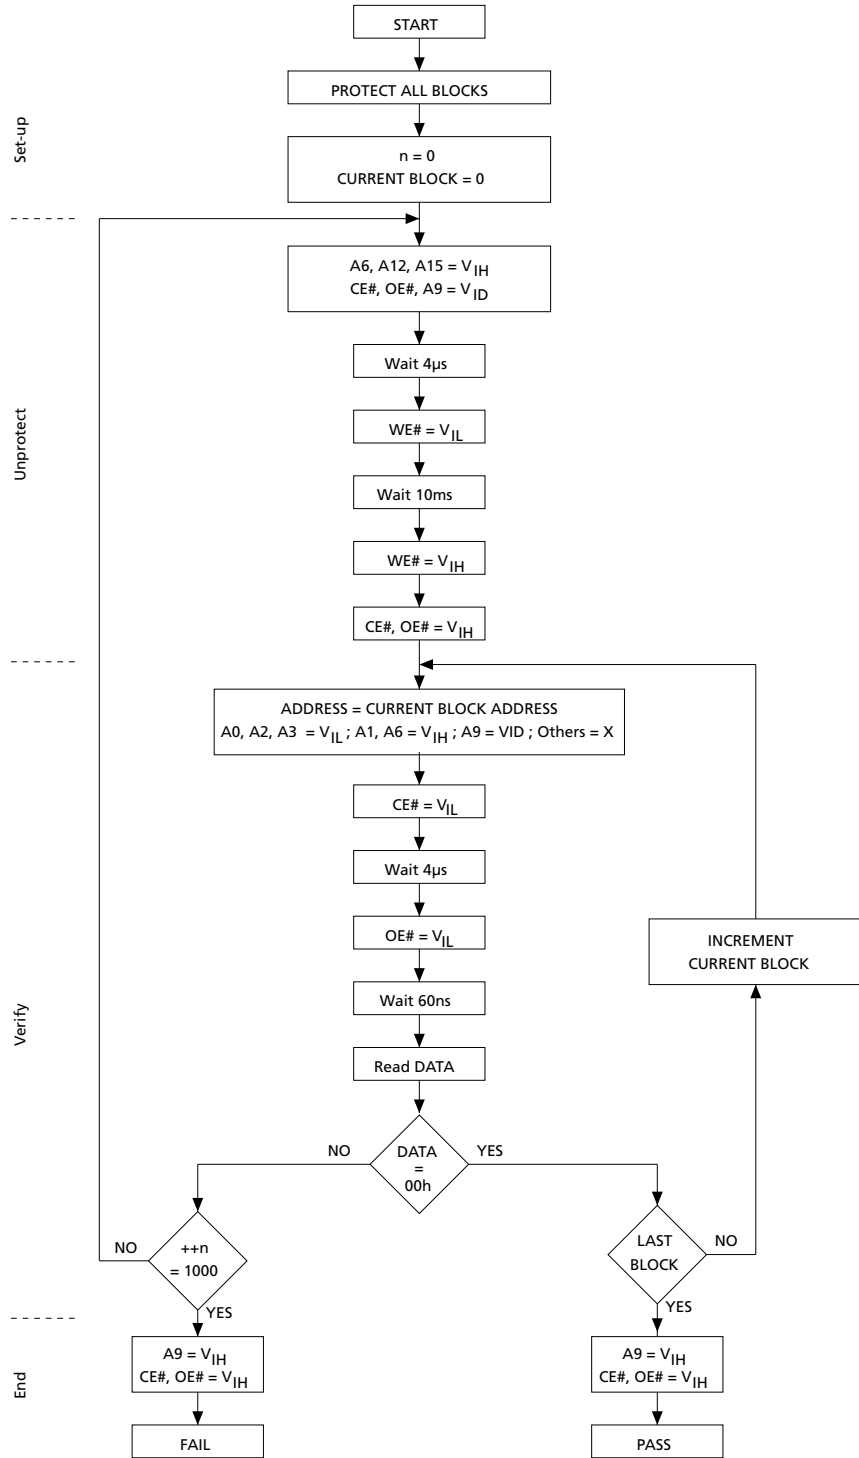 START
PROTECT ALL BLOCKS
Set-up
n = 0
CURRENT BLOCK = 0
A6, A12, A15 = VIH
CE#, OE#, A9 = VID
Wait 4µs
Unprotect
WE# = VIL
Wait 10ms
WE# = VIH
CE#, OE# = VIH
ADDRESS = CURRENT BLOCK ADDRESS
A0, A2, A3 = VIL ; A1, A6 = VIH ; A9 = VID ; Others = X
CE# = VIL
Wait 4µs
OE# = VIL
INCREMENT
CURRENT BLOCK
Wait 60ns
Verify
Read DATA
NO
DATA
=
00h
YES
NO
++n
= 1000
LAST
BLOCK
NO
YES
YES
End
A9 = VIH
CE#, OE# = VIH
A9 = VIH
CE#, OE# = VIH
FAIL
PASS